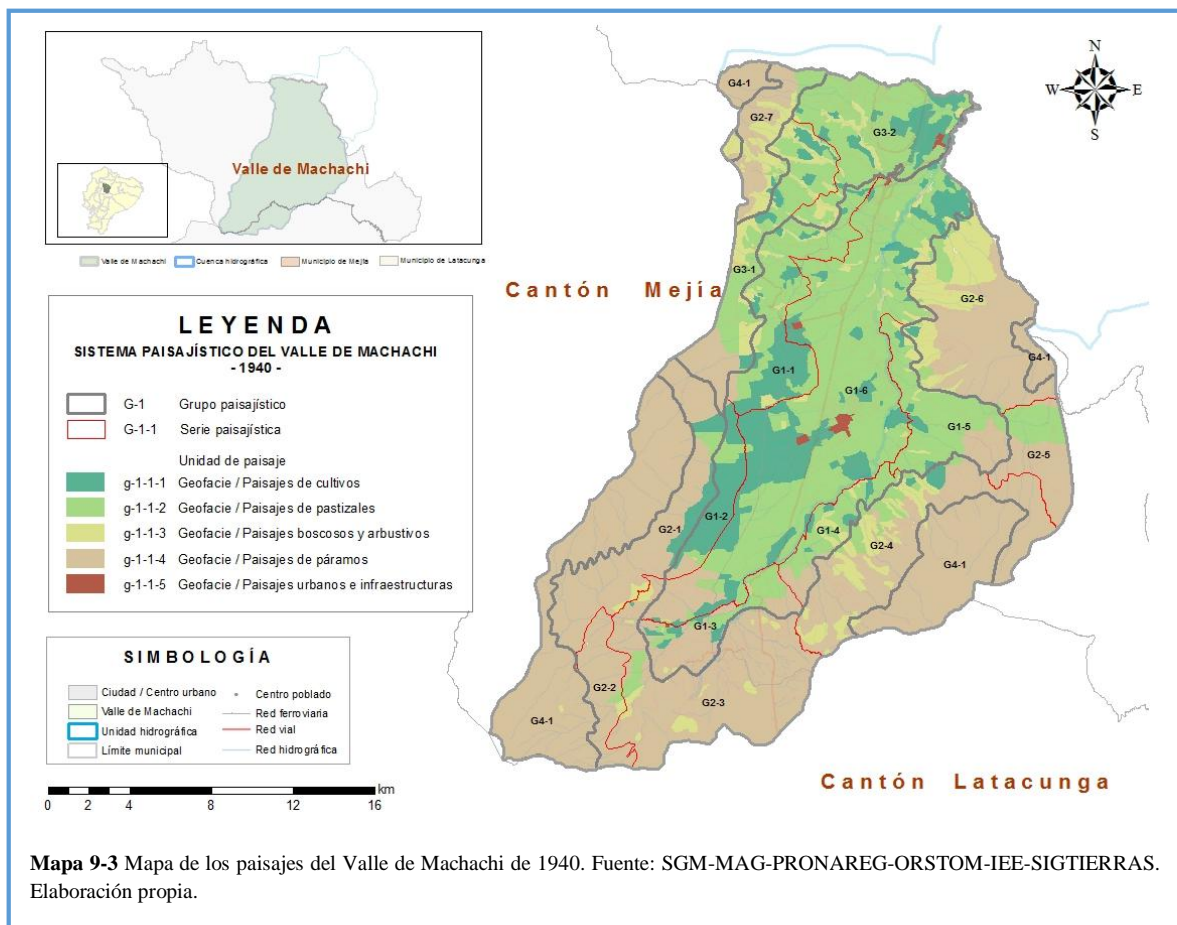 Valle de Machachi
Valle de Machachi
Cuenca hidrográfica
Municipio de Mejía
Municipio de Latacunga
LEYENDA
SISTEMA PAISAJÍSTICO DEL VALLE DE MACHACHI
- 1940 -
G-1 Grupo paisajístico
G-1-1 Serie paisajística
Unidad de paisaje
g-1-1-1 Geofacie / Paisajes de cultivos
g-1-1-2 Geofacie / Paisajes de pastizales
g-1-1-3 Geofacie / Paisajes boscosos y arbustivos
g-1-1-4 Geofacie / Paisajes de páramos
g-1-1-5 Geofacie / Paisajes urbanos e infraestructuras
SIMBOLOGÍA
Ciudad / Centro urbano
Valle de Machachi
Unidad hidrográfica
Límite municipal
Centro poblado
Red ferroviaria
Red vial
Red hidrográfica
km
0 2 4 8 12 16
N
W E
S
G4-1
G2-7
G3-2
Cantón Mejía
G3-1
G2-6
G4-1
G1-1
G1-6
G1-5
G2-5
G2-1
G1-2
G1-4
G2-4
G4-1
G1-3
G2-2
G2-3
G4-1
Cantón Latacunga
Mapa 9-3 Mapa de los paisajes del Valle de Machachi de 1940. Fuente: SGM-MAG-PRONAREG-ORSTOM-IEE-SIGTIERRAS.
Elaboración propia.